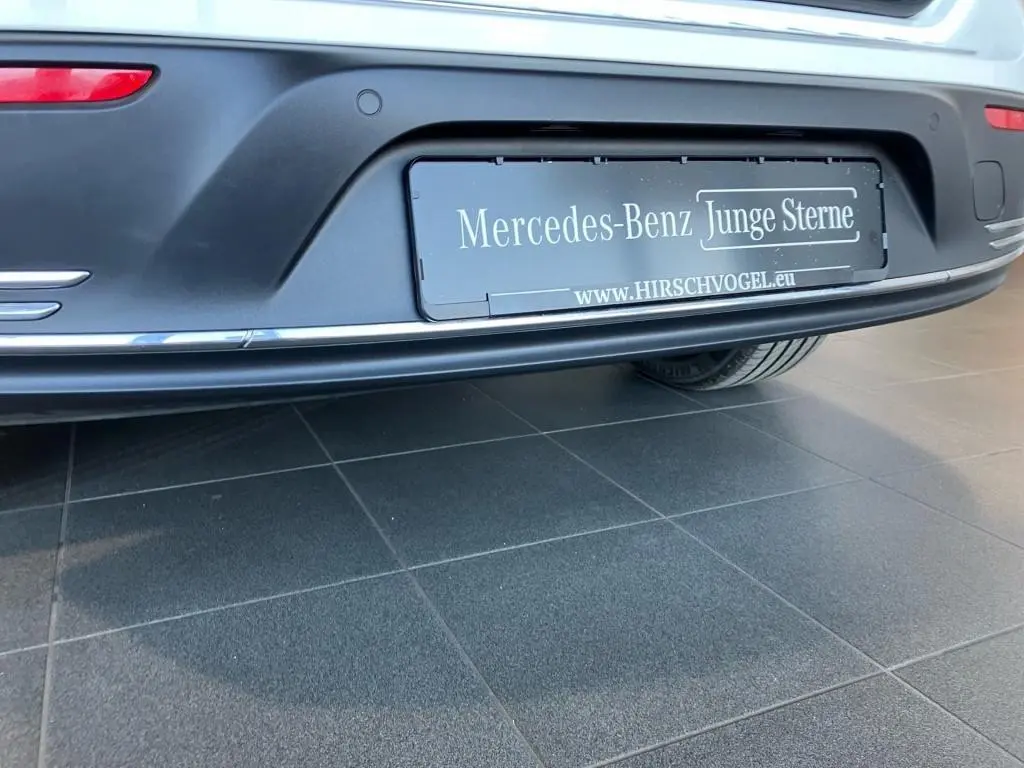 Mercedes-Benz Junge Sterne
www.HIRSCHVOGEL.eu